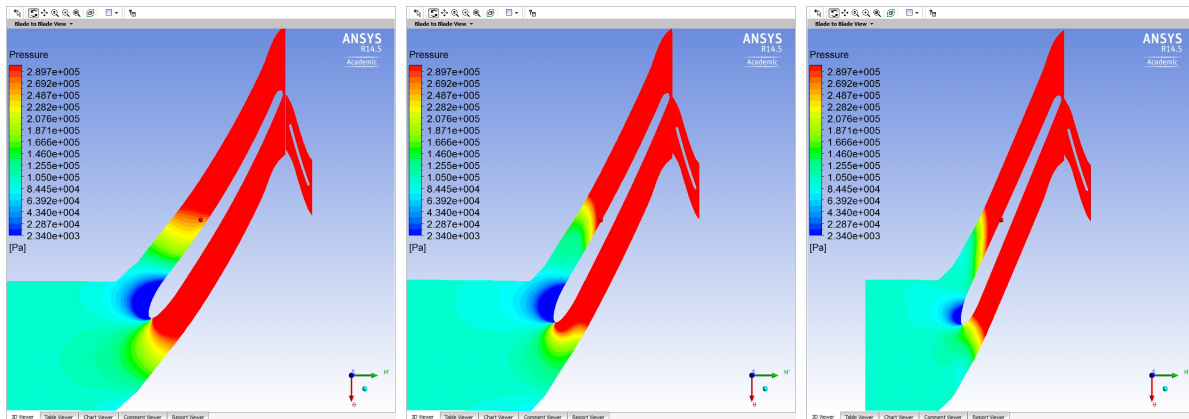 Blade to Blade View
ANSYS
R14.5
Academic
Pressure
2.897e+005
2.692e+005
2.487e+005
2.282e+005
2.076e+005
1.871e+005
1.666e+005
1.460e+005
1.255e+005
1.050e+005
8.445e+004
6.392e+004
4.340e+004
2.287e+004
2.340e+003
[Pa]
M'
θ
3D Viewer Table Viewer Chart Viewer Comment Viewer Report Viewer
Blade to Blade View
ANSYS
R14.5
Academic
Pressure
2.897e+005
2.692e+005
2.487e+005
2.282e+005
2.076e+005
1.871e+005
1.666e+005
1.460e+005
1.255e+005
1.050e+005
8.445e+004
6.392e+004
4.340e+004
2.287e+004
2.340e+003
[Pa]
M'
θ
3D Viewer Table Viewer Chart Viewer Comment Viewer Report Viewer
Blade to Blade View
ANSYS
R14.5
Academic
Pressure
2.897e+005
2.692e+005
2.487e+005
2.282e+005
2.076e+005
1.871e+005
1.666e+005
1.460e+005
1.255e+005
1.050e+005
8.445e+004
6.392e+004
4.340e+004
2.287e+004
2.340e+003
[Pa]
M'
θ
3D Viewer Table Viewer Chart Viewer Comment Viewer Report Viewer